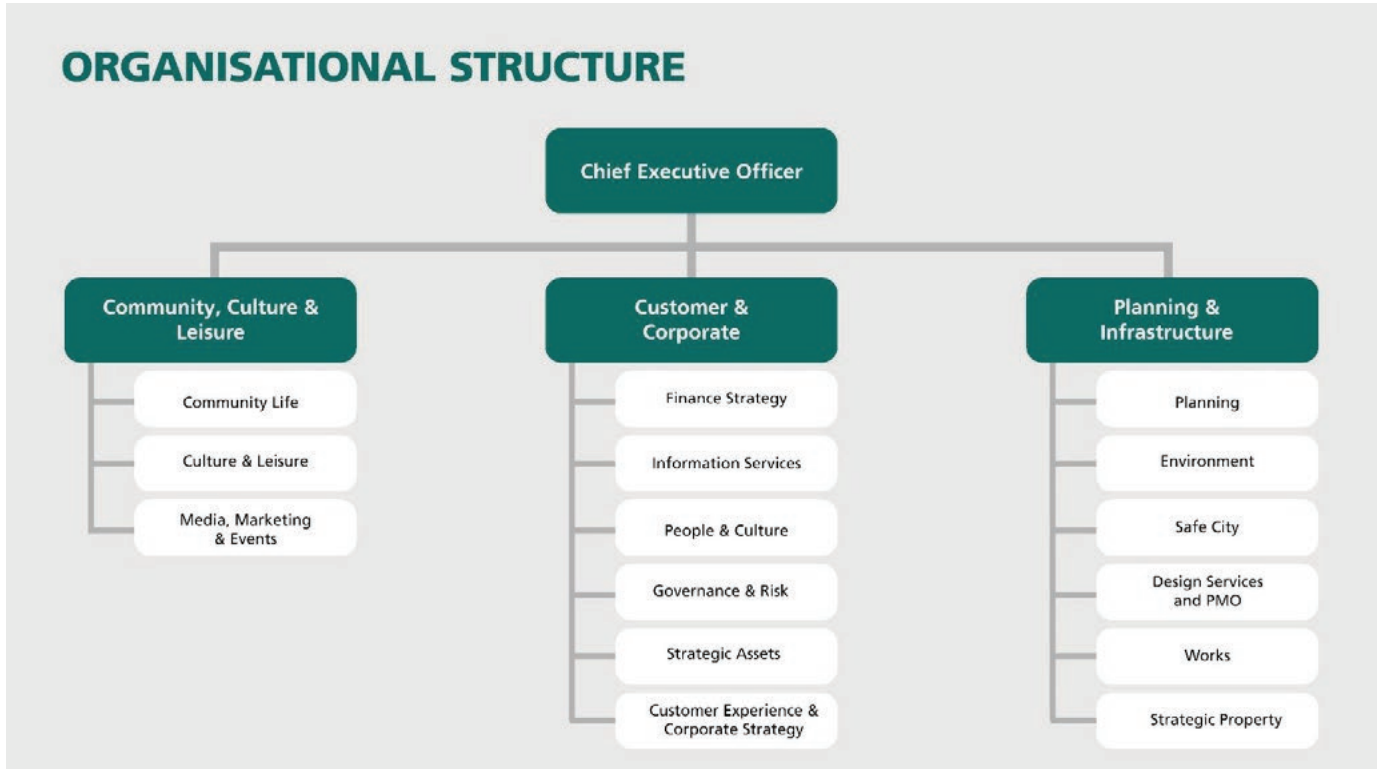 ORGANISATIONAL STRUCTURE
Chief Executive Officer
Community, Culture &
Leisure
Community Life
Culture & Leisure
Media, Marketing
& Events
Customer &
Corporate
Finance Strategy
Information Services
People & Culture
Governance & Risk
Strategic Assets
Customer Experience &
Corporate Strategy
Planning &
Infrastructure
Planning
Environment
Safe City
Design Services
and PMO
Works
Strategic Property